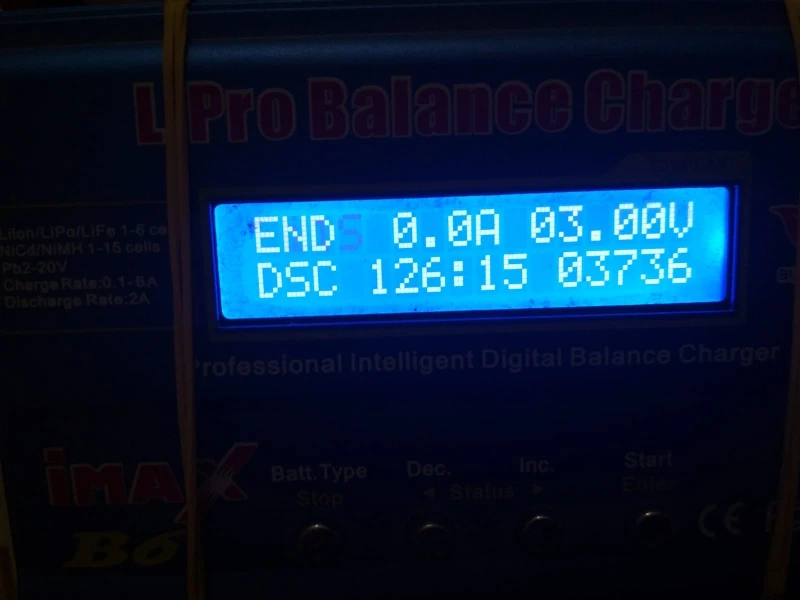 LiPro Balance Charge
Lilon/LiPo/LiFe 1-6 ce
NiCd/NiMH 1-15 cells
Pb2-20V
Charge Rate:0.1-6A
Discharge Rate:2A
ENDS 0.0A 03.00V
DSC 126:15 03736
Professional Intelligent Digital Balance Charger
iMAX
B6
Batt.Type
Stop
Dec.
Inc.
◄ Status ►
Start
Enter
CE